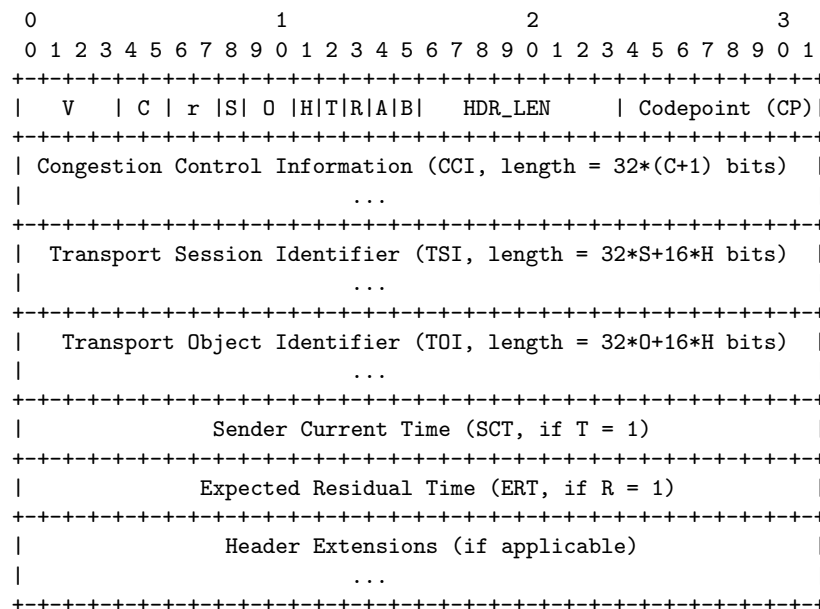 0                   1                   2                   3
0 1 2 3 4 5 6 7 8 9 0 1 2 3 4 5 6 7 8 9 0 1 2 3 4 5 6 7 8 9 0 1
+-+-+-+-+-+-+-+-+-+-+-+-+-+-+-+-+-+-+-+-+-+-+-+-+-+-+-+-+-+-+-+-+
|   V   | C | r |S| O |H|T|R|A|B|   HDR_LEN     | Codepoint (CP)|
+-+-+-+-+-+-+-+-+-+-+-+-+-+-+-+-+-+-+-+-+-+-+-+-+-+-+-+-+-+-+-+-+
| Congestion Control Information (CCI, length = 32*(C+1) bits)  |
|                          ...                                  |
+-+-+-+-+-+-+-+-+-+-+-+-+-+-+-+-+-+-+-+-+-+-+-+-+-+-+-+-+-+-+-+-+
|  Transport Session Identifier (TSI, length = 32*S+16*H bits)  |
|                          ...                                  |
+-+-+-+-+-+-+-+-+-+-+-+-+-+-+-+-+-+-+-+-+-+-+-+-+-+-+-+-+-+-+-+-+
|   Transport Object Identifier (TOI, length = 32*O+16*H bits)  |
|                          ...                                  |
+-+-+-+-+-+-+-+-+-+-+-+-+-+-+-+-+-+-+-+-+-+-+-+-+-+-+-+-+-+-+-+-+
|               Sender Current Time (SCT, if T = 1)             |
+-+-+-+-+-+-+-+-+-+-+-+-+-+-+-+-+-+-+-+-+-+-+-+-+-+-+-+-+-+-+-+-+
|              Expected Residual Time (ERT, if R = 1)           |
+-+-+-+-+-+-+-+-+-+-+-+-+-+-+-+-+-+-+-+-+-+-+-+-+-+-+-+-+-+-+-+-+
|                Header Extensions (if applicable)              |
|                          ...                                  |
+-+-+-+-+-+-+-+-+-+-+-+-+-+-+-+-+-+-+-+-+-+-+-+-+-+-+-+-+-+-+-+-+